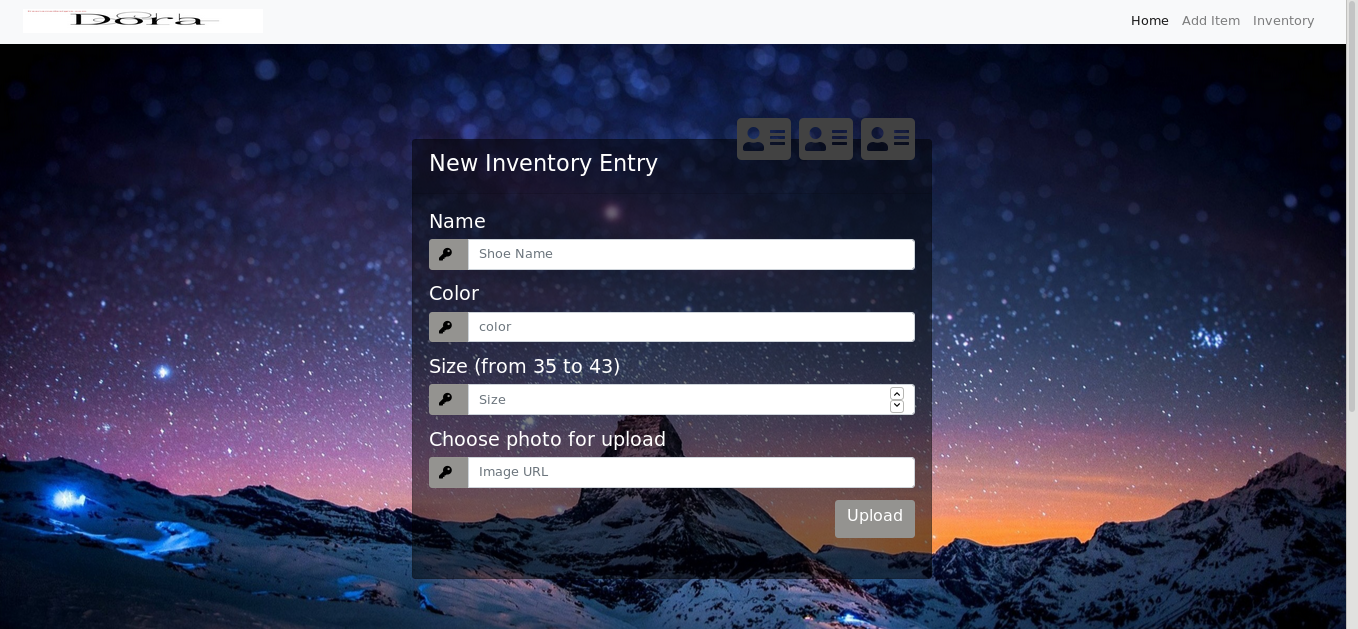 Dora
Home Add Item Inventory
New Inventory Entry
Name
Shoe Name
Color
color
Size (from 35 to 43)
Size
Choose photo for upload
Image URL
Upload